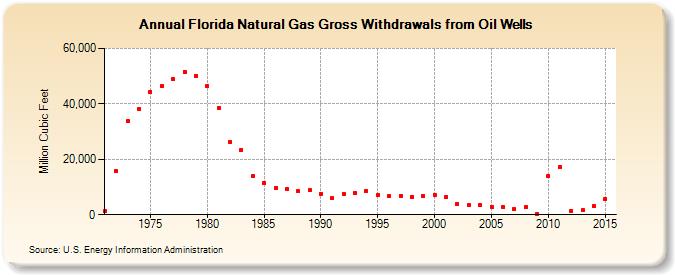 Annual Florida Natural Gas Gross Withdrawals from Oil Wells
Million Cubic Feet
60,000
40,000
20,000
0
1975 1980 1985 1990 1995 2000 2005 2010 2015
Source: U.S. Energy Information Administration